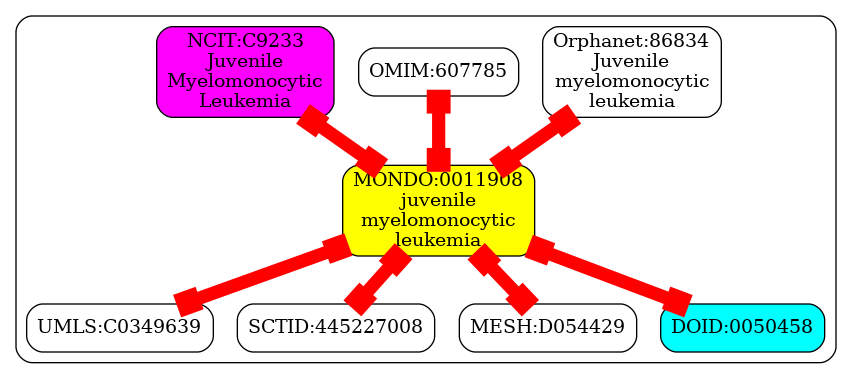 NCIT:C9233
Juvenile
Myelomonocytic
Leukemia
OMIM:607785
Orphanet:86834
Juvenile
myelomonocytic
leukemia
MONDO:0011908
juvenile
myelomonocytic
leukemia
UMLS:C0349639
SCTID:445227008
MESH:D054429
DOID:0050458